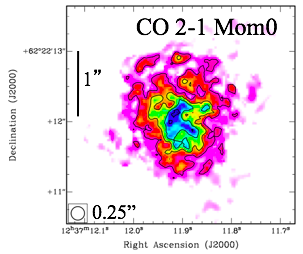 CO 2-1 Mom0
+62°22'13"
1”
Declination (J2000)
+12"
+11"
0.25”
12ʰ37ᵐ12.1ˢ 12.0ˢ 11.9ˢ 11.8ˢ 11.7ˢ
Right Ascension (J2000)